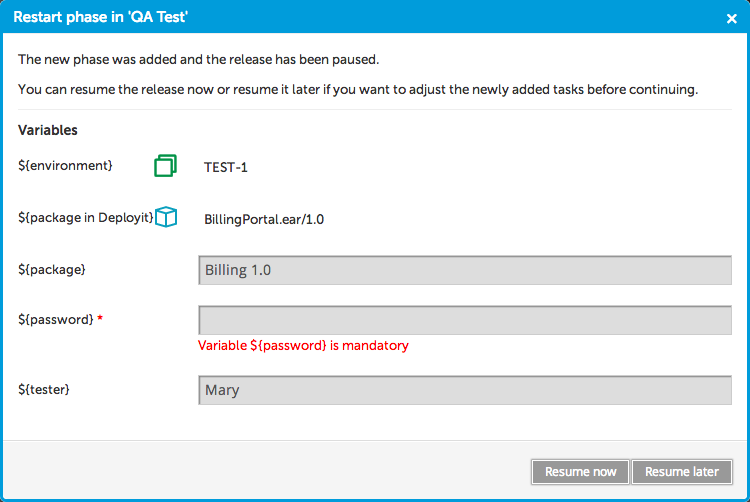 Restart phase in 'QA Test'
The new phase was added and the release has been paused.
You can resume the release now or resume it later if you want to adjust the newly added tasks before continuing.
Variables
${environment} TEST-1
${package in Deployit} BillingPortal.ear/1.0
${package} Billing 1.0
${password} *
Variable ${password} is mandatory
${tester} Mary
Resume now Resume later